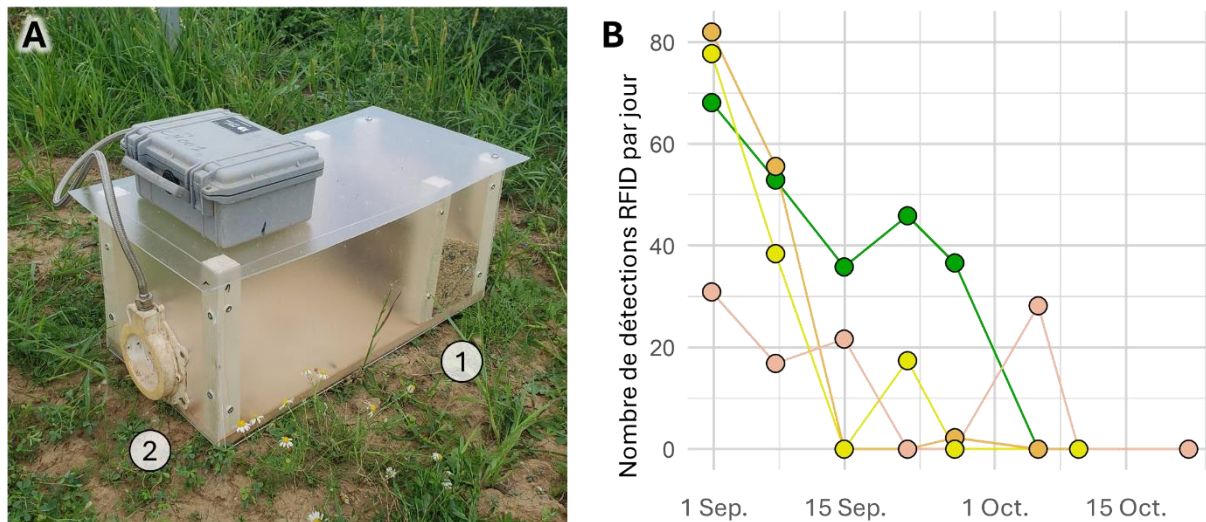 A
1
2
B
Nombre de détections RFID par jour
80
60
40
20
0
1 Sep.
15 Sep.
1 Oct.
15 Oct.